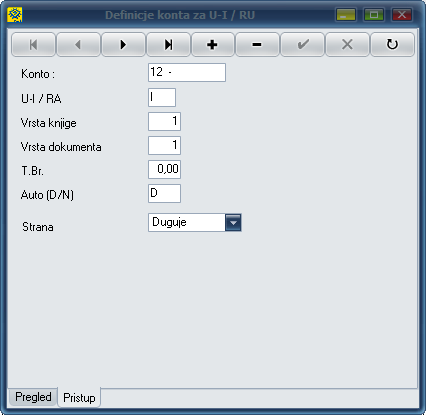 Definicje konta za U-I / RU
Konto : 12 -
U-I / RA I
Vrsta knjige 1
Vrsta dokumenta 1
T.Br. 0,00
Auto (D/N) D
Strana Duguje
Pregled Pristup